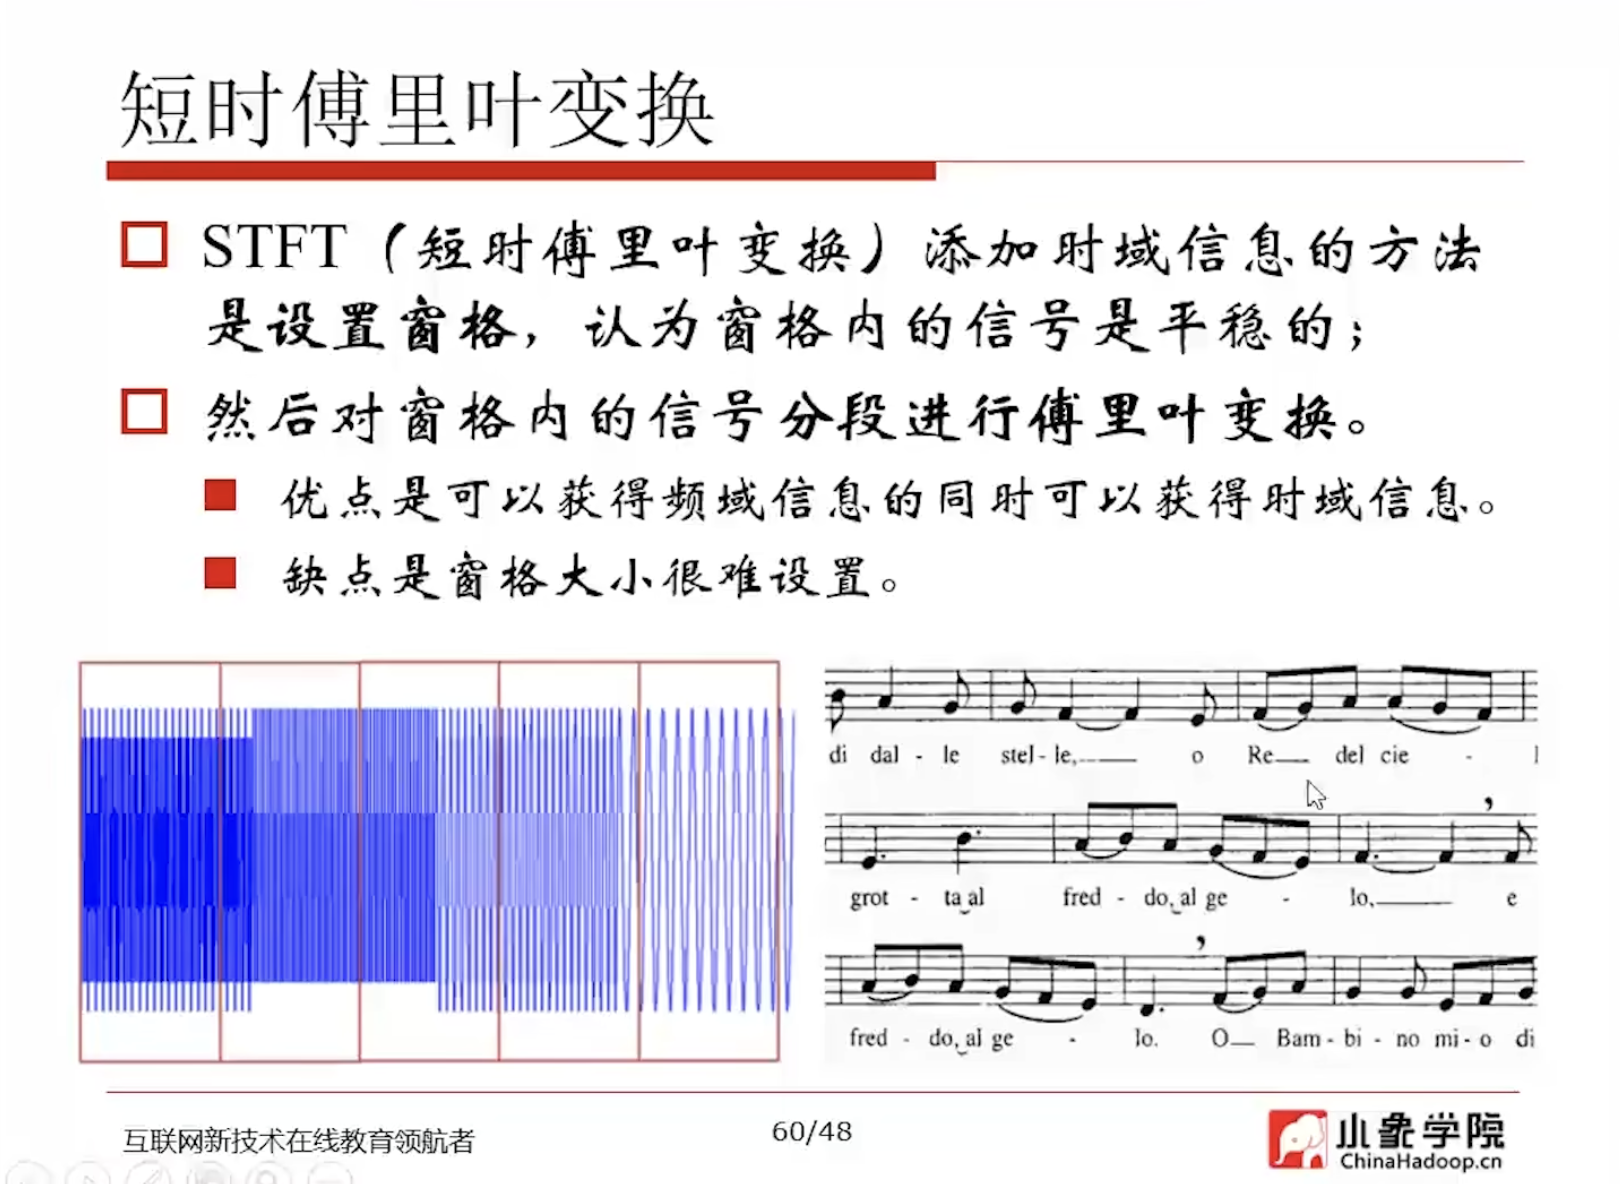 短时傅里叶变换
STFT（短时傅里叶变换）添加时域信息的方法
是设置窗格，认为窗格内的信号是平稳的；
然后对窗格内的信号分段进行傅里叶变换。
优点是可以获得频域信息的同时可以获得时域信息。
缺点是窗格大小很难设置。
di dal - le stel - le, o Re del cie - l
grot - ta al fred - do, al ge - lo, e
fred - do, al ge - lo. O Bam - bi - no mi - o di
互联网新技术在线教育领航者
60/48
小象学院
ChinaHadoop.cn